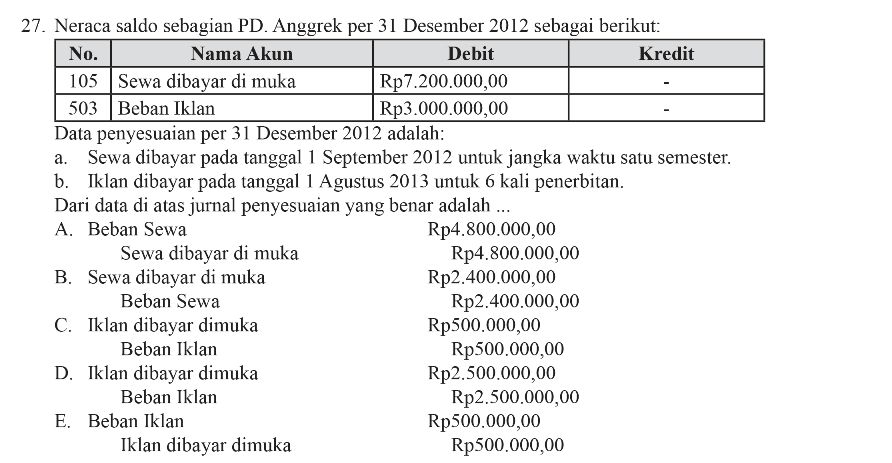 27. Neraca saldo sebagian PD. Anggrek per 31 Desember 2012 sebagai berikut:
No. Nama Akun Debit Kredit
105 Sewa dibayar di muka Rp7.200.000,00 -
503 Beban Iklan Rp3.000.000,00 -
Data penyesuaian per 31 Desember 2012 adalah:
a. Sewa dibayar pada tanggal 1 September 2012 untuk jangka waktu satu semester.
b. Iklan dibayar pada tanggal 1 Agustus 2013 untuk 6 kali penerbitan.
Dari data di atas jurnal penyesuaian yang benar adalah ...
A. Beban Sewa Rp4.800.000,00
Sewa dibayar di muka Rp4.800.000,00
B. Sewa dibayar di muka Rp2.400.000,00
Beban Sewa Rp2.400.000,00
C. Iklan dibayar dimuka Rp500.000,00
Beban Iklan Rp500.000,00
D. Iklan dibayar dimuka Rp2.500.000,00
Beban Iklan Rp2.500.000,00
E. Beban Iklan Rp500.000,00
Iklan dibayar dimuka Rp500.000,00